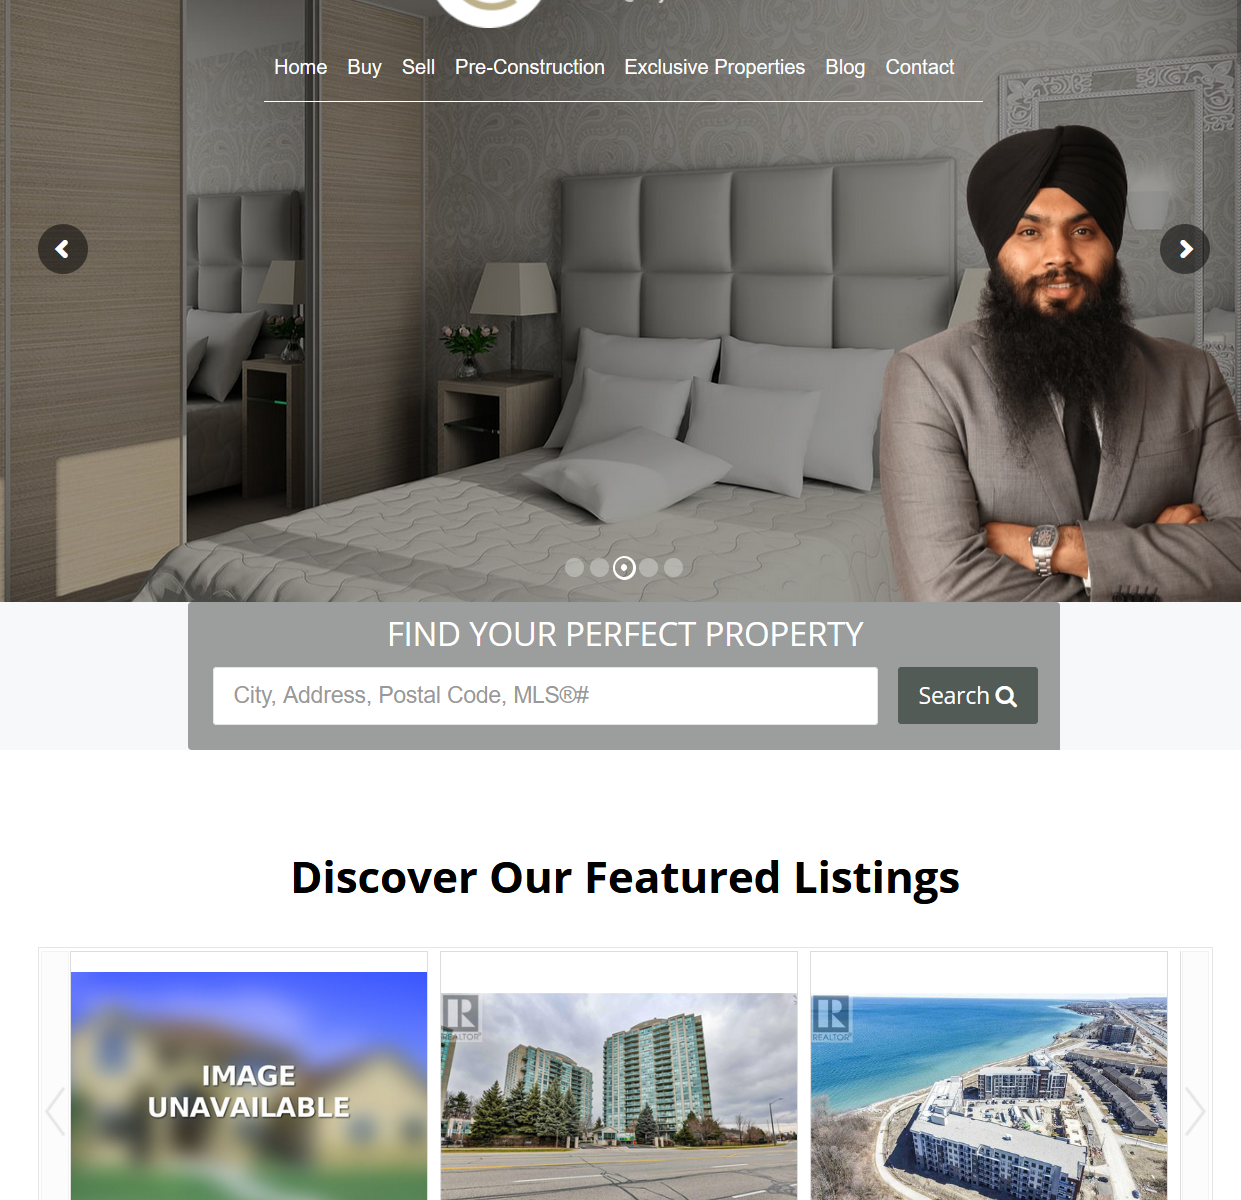 Home Buy Sell Pre-Construction Exclusive Properties Blog Contact
FIND YOUR PERFECT PROPERTY
City, Address, Postal Code, MLS®#
Search
Discover Our Featured Listings
IMAGE
UNAVAILABLE
R
REALTOR®
R
REALTOR®